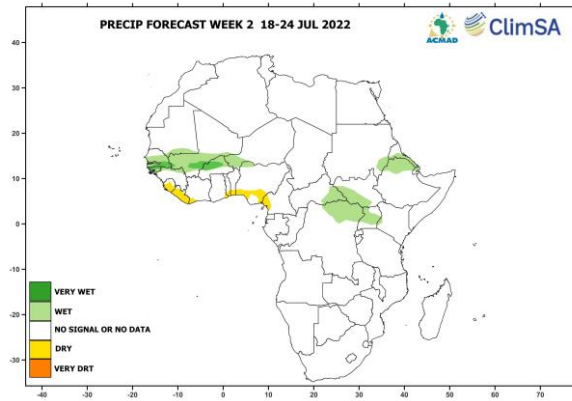 PRECIP FORECAST WEEK 2 18-24 JUL 2022
ACMAD
ClimSA
40
30
20
10
0
-10
-20
-30
VERY WET
WET
NO SIGNAL OR NO DATA
DRY
VERY DRT
-40 -30 -20 -10 0 10 20 30 40 50 60 70